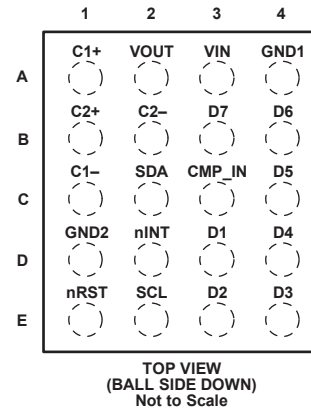 1 2 3 4
C1+ VOUT VIN GND1
A
C2+ C2– D7 D6
B
C1– SDA CMP_IN D5
C
GND2 nINT D1 D4
D
nRST SCL D2 D3
E
TOP VIEW
(BALL SIDE DOWN)
Not to Scale